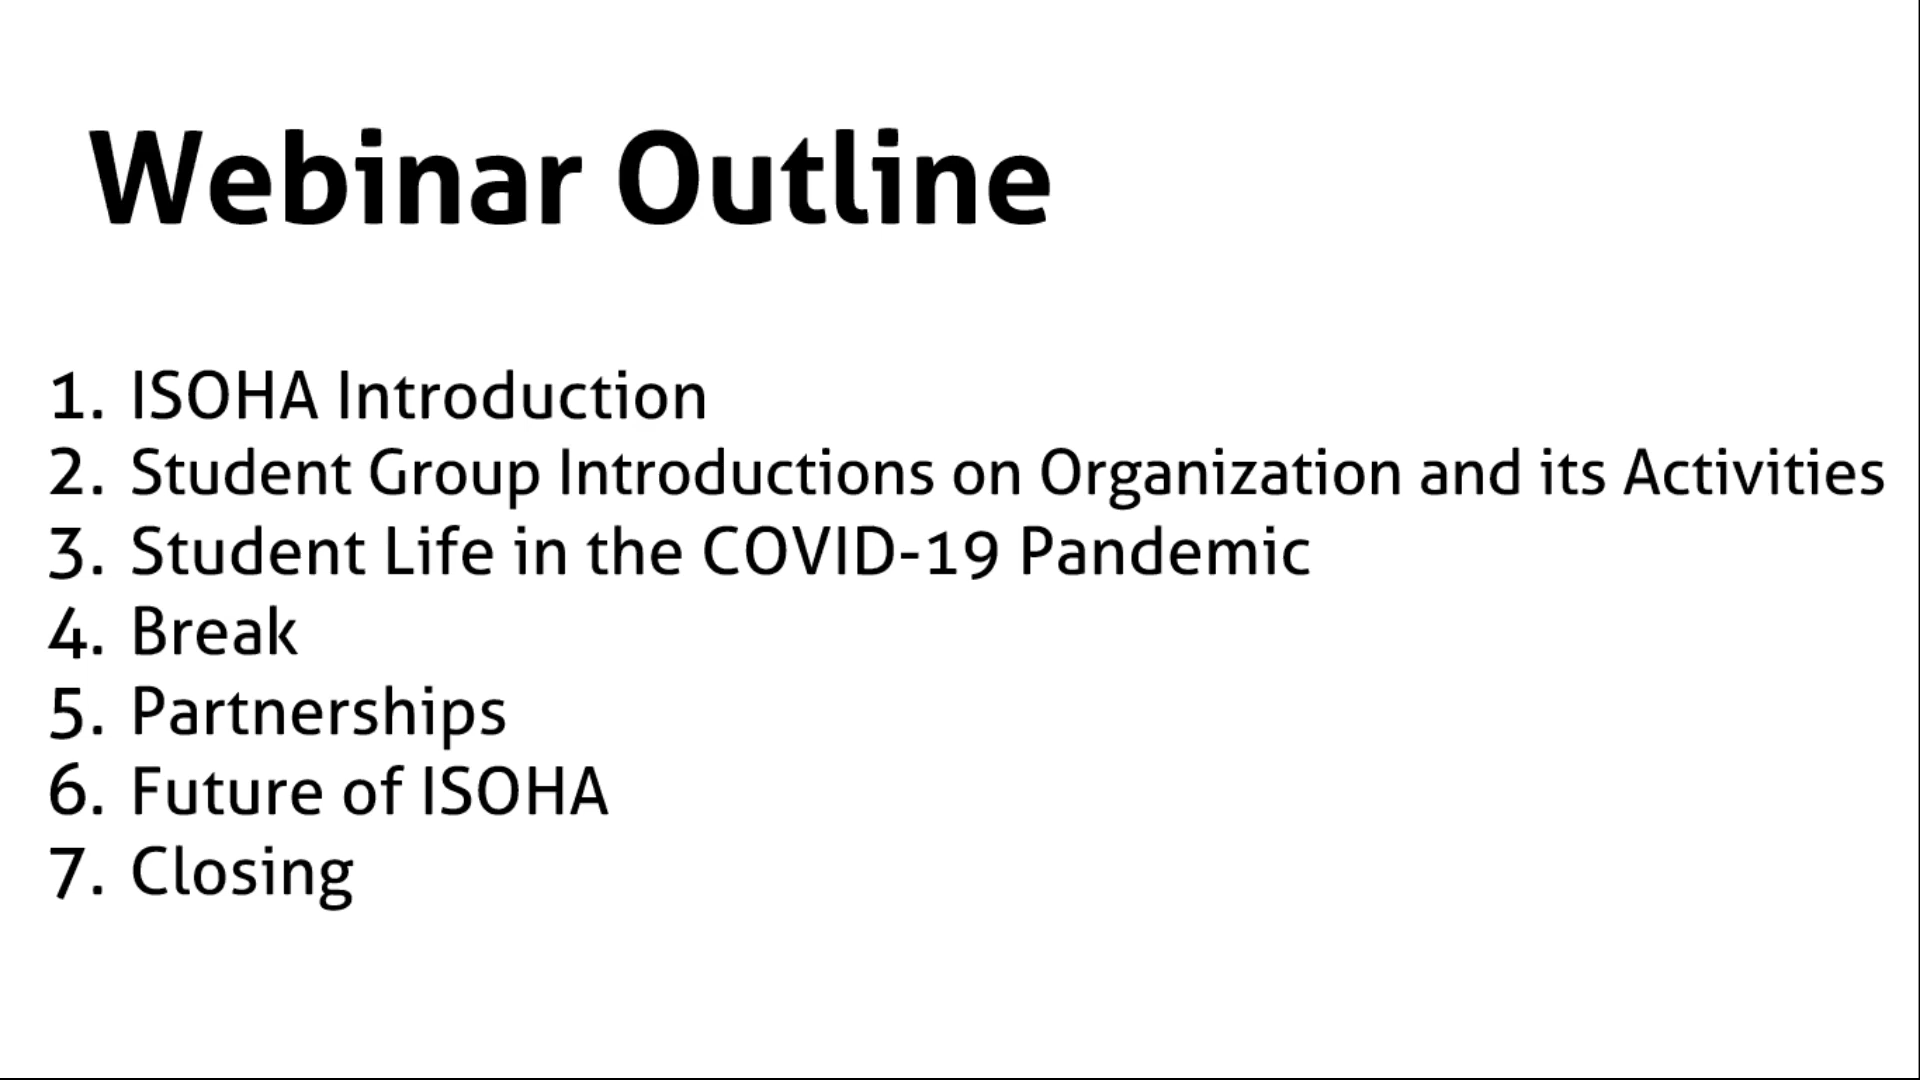 Webinar Outline
1. ISOHA Introduction
2. Student Group Introductions on Organization and its Activities
3. Student Life in the COVID-19 Pandemic
4. Break
5. Partnerships
6. Future of ISOHA
7. Closing